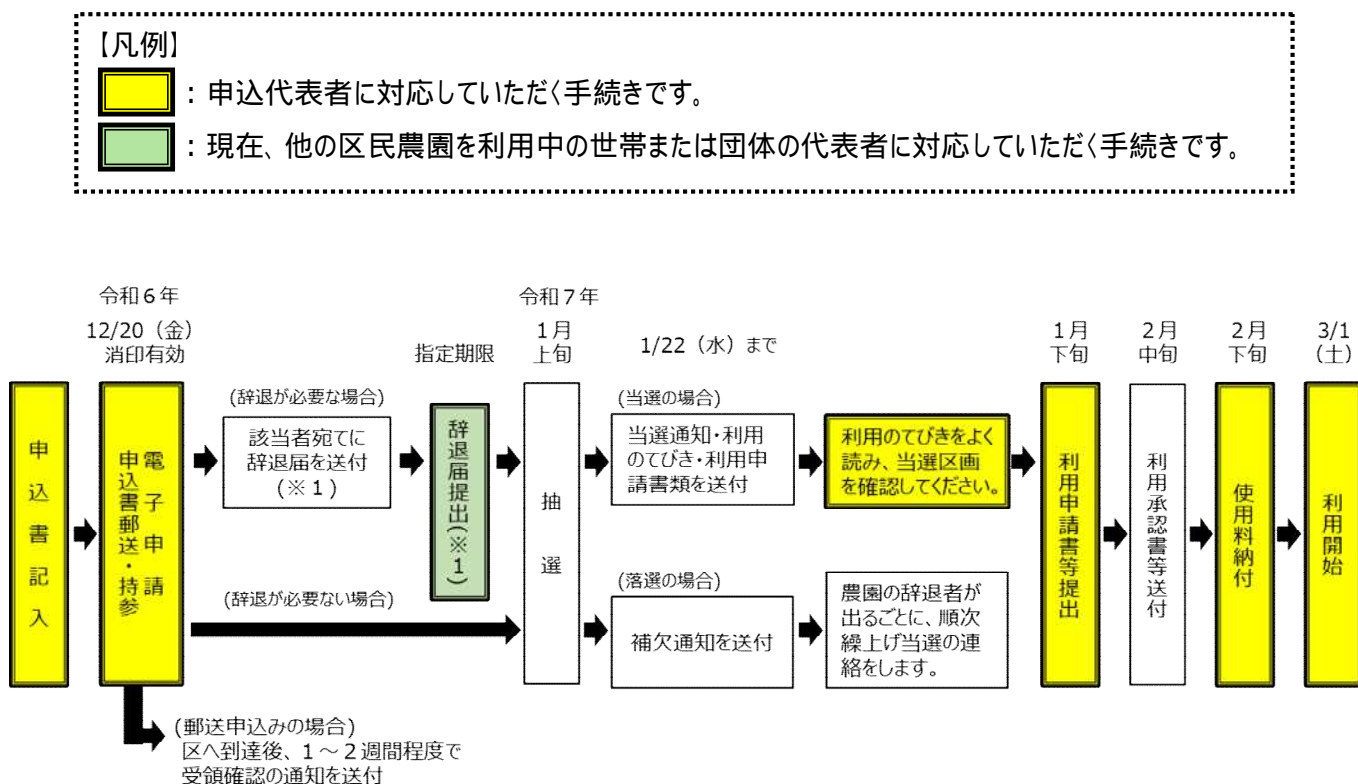 【凡例】
：申込代表者に対応していただく手続きです。
：現在、他の区民農園を利用中の世帯または団体の代表者に対応していただく手続きです。
令和６年
12/20（金）
消印有効
指定期限
令和７年
１月
上旬
1/22（水）まで
１月
下旬
２月
中旬
２月
下旬
3/1
（土）
申込書記入
電子申請
申込書郵送・持参
(辞退が必要な場合)
該当者宛てに
辞退届を送付
（※１）
辞退届提出(※１)
(辞退が必要ない場合)
抽選
(当選の場合)
当選通知・利用
のてびき・利用申
請書類を送付
利用のてびきをよく
読み、当選区画
を確認してください。
(落選の場合)
補欠通知を送付
農園の辞退者が
出るごとに、順次
繰上げ当選の連
絡をします。
利用申請書等提出
利用承認書等送付
使用料納付
利用開始
(郵送申込みの場合)
区へ到達後、１～２週間程度で
受領確認の通知を送付